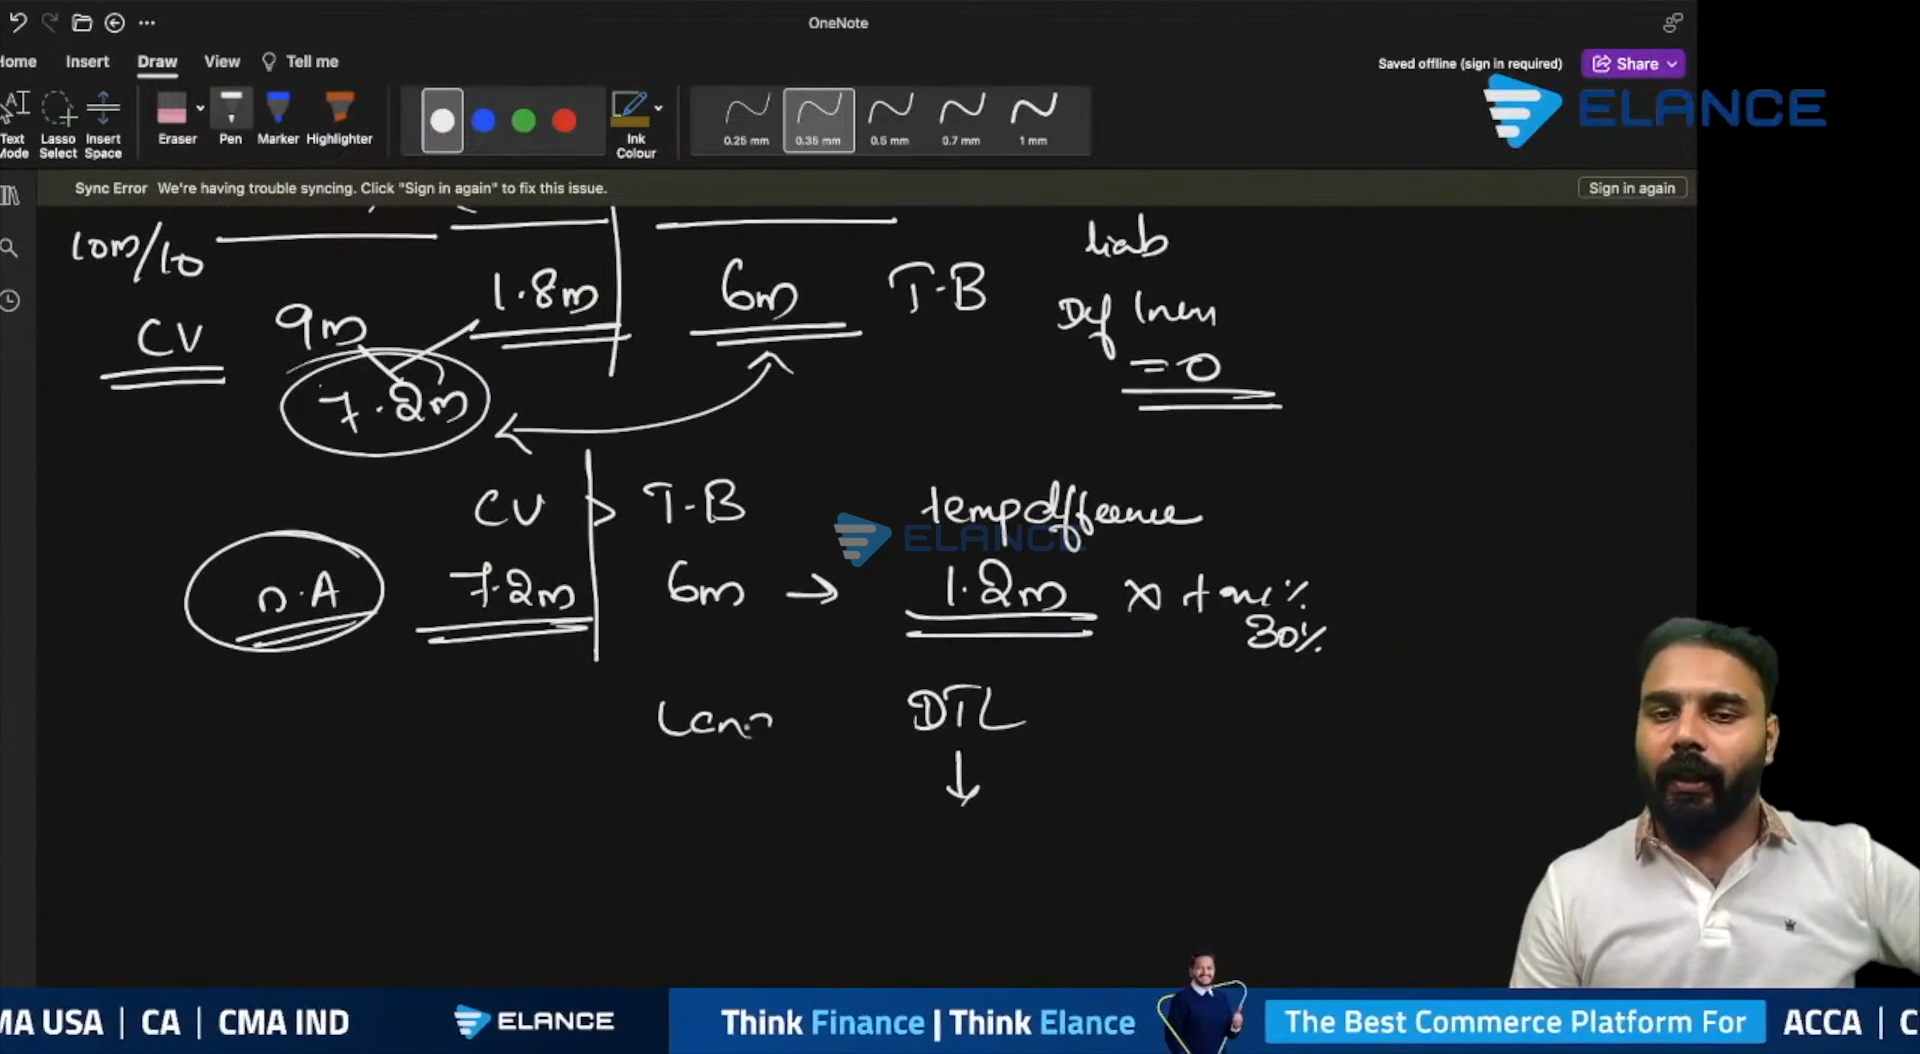 OneNote
Home Insert Draw View Tell me
Saved offline (sign in required) Share
Text Mode
Lasso Select
Insert Space
Eraser
Pen
Marker
Highlighter
Ink Colour
0.25 mm
0.35 mm
0.5 mm
0.7 mm
1 mm
ELANCE
Sync Error We're having trouble syncing. Click "Sign in again" to fix this issue. Sign in again
10m/10
liab
CV 9m 1.8m 6m T-B
7.2m
= 0
CV > T-B temp dffeence
n.A 7.2m 6m → 1.2m x tax%
30%
DTL
↓
ELANCE
MA USA | CA | CMA IND ELANCE Think Finance | Think Elance The Best Commerce Platform For ACCA | C